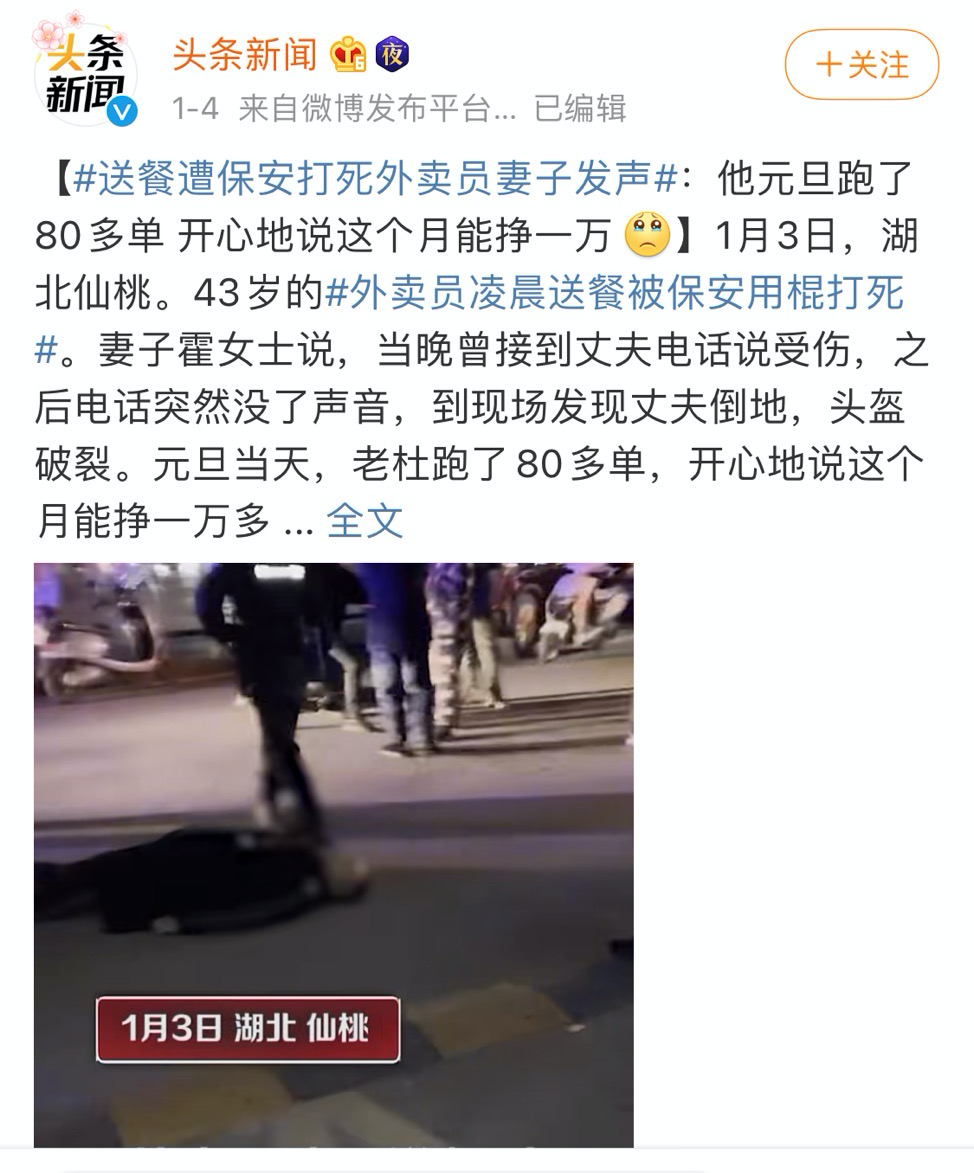 头条
新闻
头条新闻 夜
1-4 来自微博发布平台... 已编辑
+关注
【#送餐遭保安打死外卖员妻子发声#：他元旦跑了
80多单 开心地说这个月能挣一万🥺】1月3日，湖
北仙桃。43岁的#外卖员凌晨送餐被保安用棍打死
#。妻子霍女士说，当晚曾接到丈夫电话说受伤，之
后电话突然没了声音，到现场发现丈夫倒地，头盔
破裂。元旦当天，老杜跑了80多单，开心地说这个
月能挣一万多 ... 全文
1月3日 湖北 仙桃